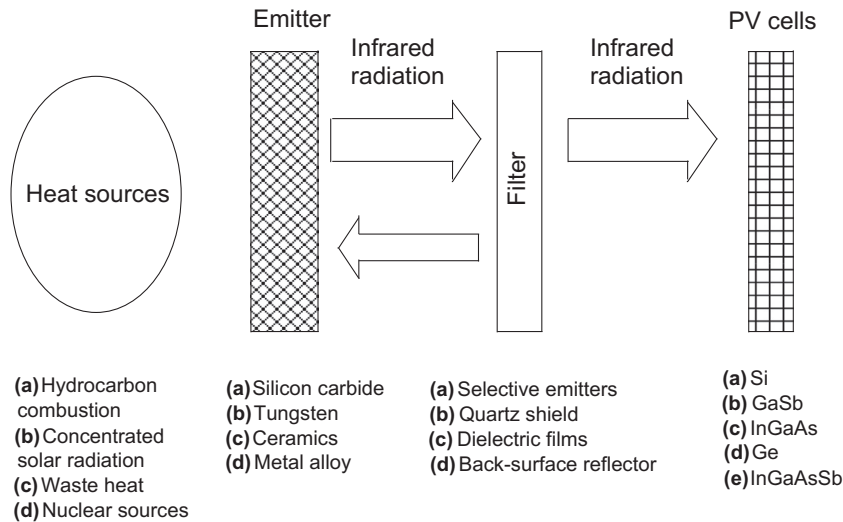 Emitter
PV cells
Infrared
radiation
Infrared
radiation
Heat sources
Filter
(a) Hydrocarbon
combustion
(b) Concentrated
solar radiation
(c) Waste heat
(d) Nuclear sources
(a) Silicon carbide
(b) Tungsten
(c) Ceramics
(d) Metal alloy
(a) Selective emitters
(b) Quartz shield
(c) Dielectric films
(d) Back-surface reflector
(a) Si
(b) GaSb
(c) InGaAs
(d) Ge
(e) InGaAsSb